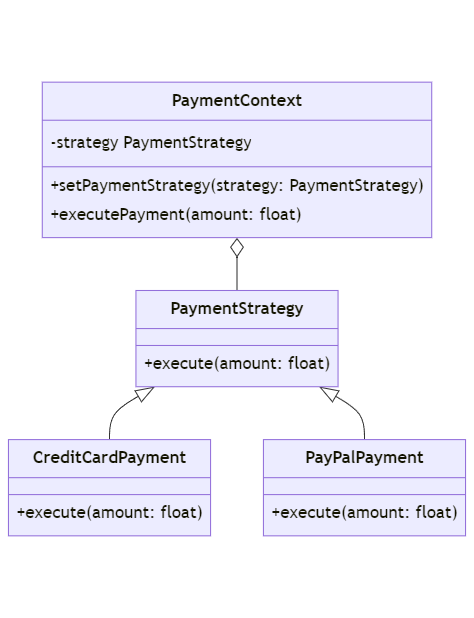 PaymentContext
-strategy PaymentStrategy
+setPaymentStrategy(strategy: PaymentStrategy)
+executePayment(amount: float)
PaymentStrategy
+execute(amount: float)
CreditCardPayment
+execute(amount: float)
PayPalPayment
+execute(amount: float)